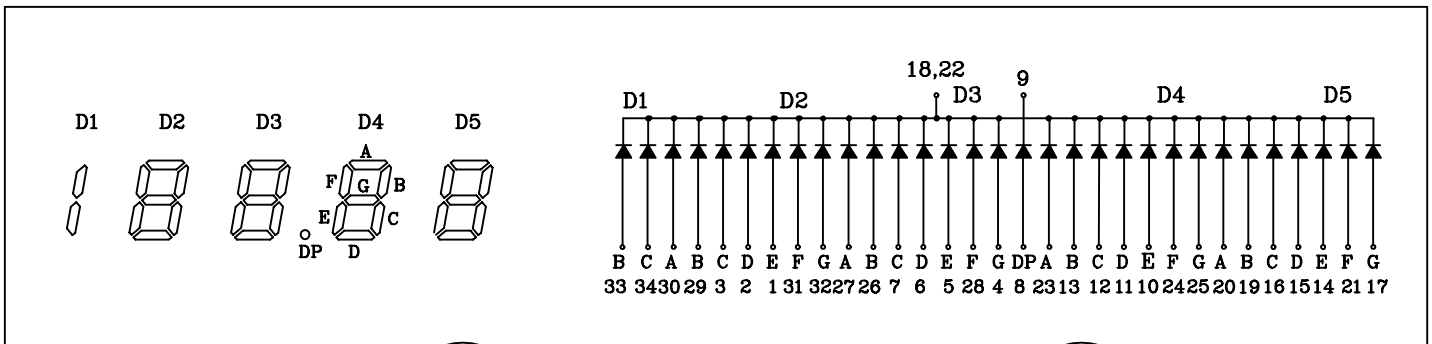 18,22
9
D1 D2 D3 D4 D5
D1 D2 D3 D4 D5
A
F G B
E C
DP D
B C A B C D E F G A B C D E F G DP A B C D E F G A B C D E F G
33 34 30 29 3 2 1 31 32 27 26 7 6 5 28 4 8 23 13 12 11 10 24 25 20 19 16 15 14 21 17